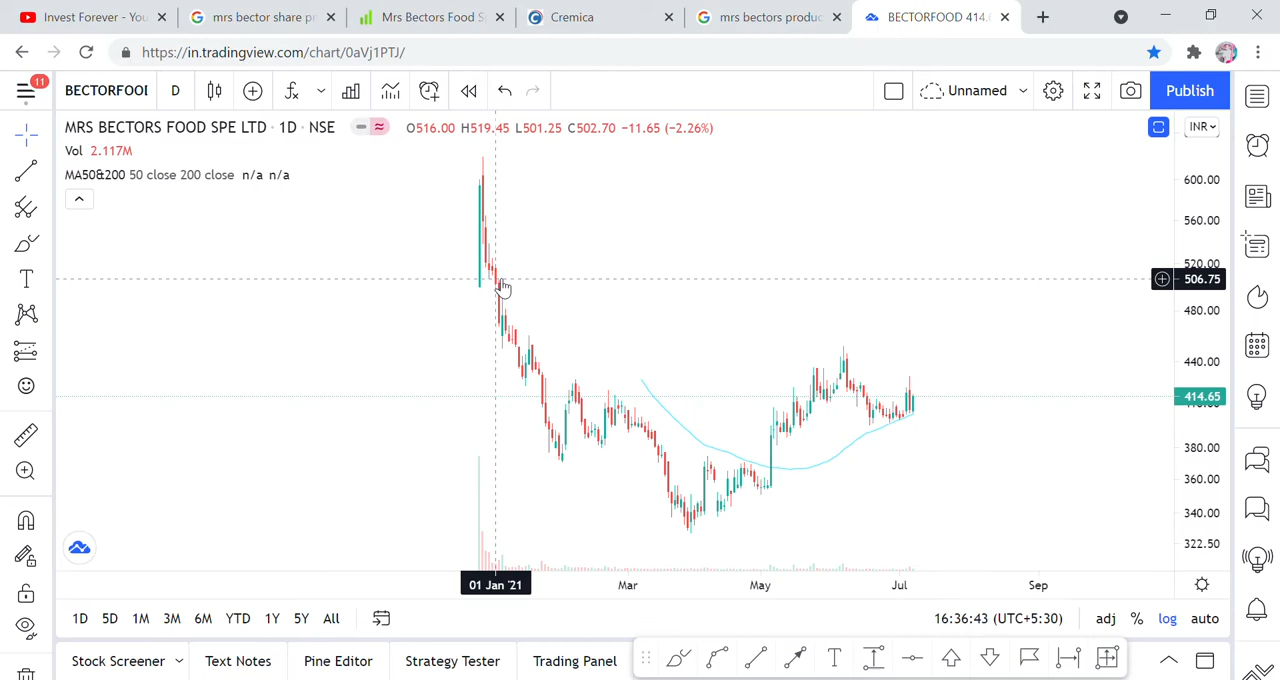 Invest Forever - You
mrs bector share pr
Mrs Bectors Food Sp
Cremica
mrs bectors produc
BECTORFOOD 414.
https://in.tradingview.com/chart/0aVj1PTJ/
11
BECTORFOOI
D
Unnamed
Publish
MRS BECTORS FOOD SPE LTD · 1D · NSE
O516.00 H519.45 L501.25 C502.70 −11.65 (−2.26%)
INR
Vol 2.117M
MA50&200 50 close 200 close n/a n/a
600.00
560.00
520.00
506.75
480.00
440.00
414.65
380.00
360.00
340.00
322.50
01 Jan '21
Mar
May
Jul
Sep
1D 5D 1M 3M 6M YTD 1Y 5Y All
16:36:43 (UTC+5:30)
adj % log auto
Stock Screener
Text Notes
Pine Editor
Strategy Tester
Trading Panel
T